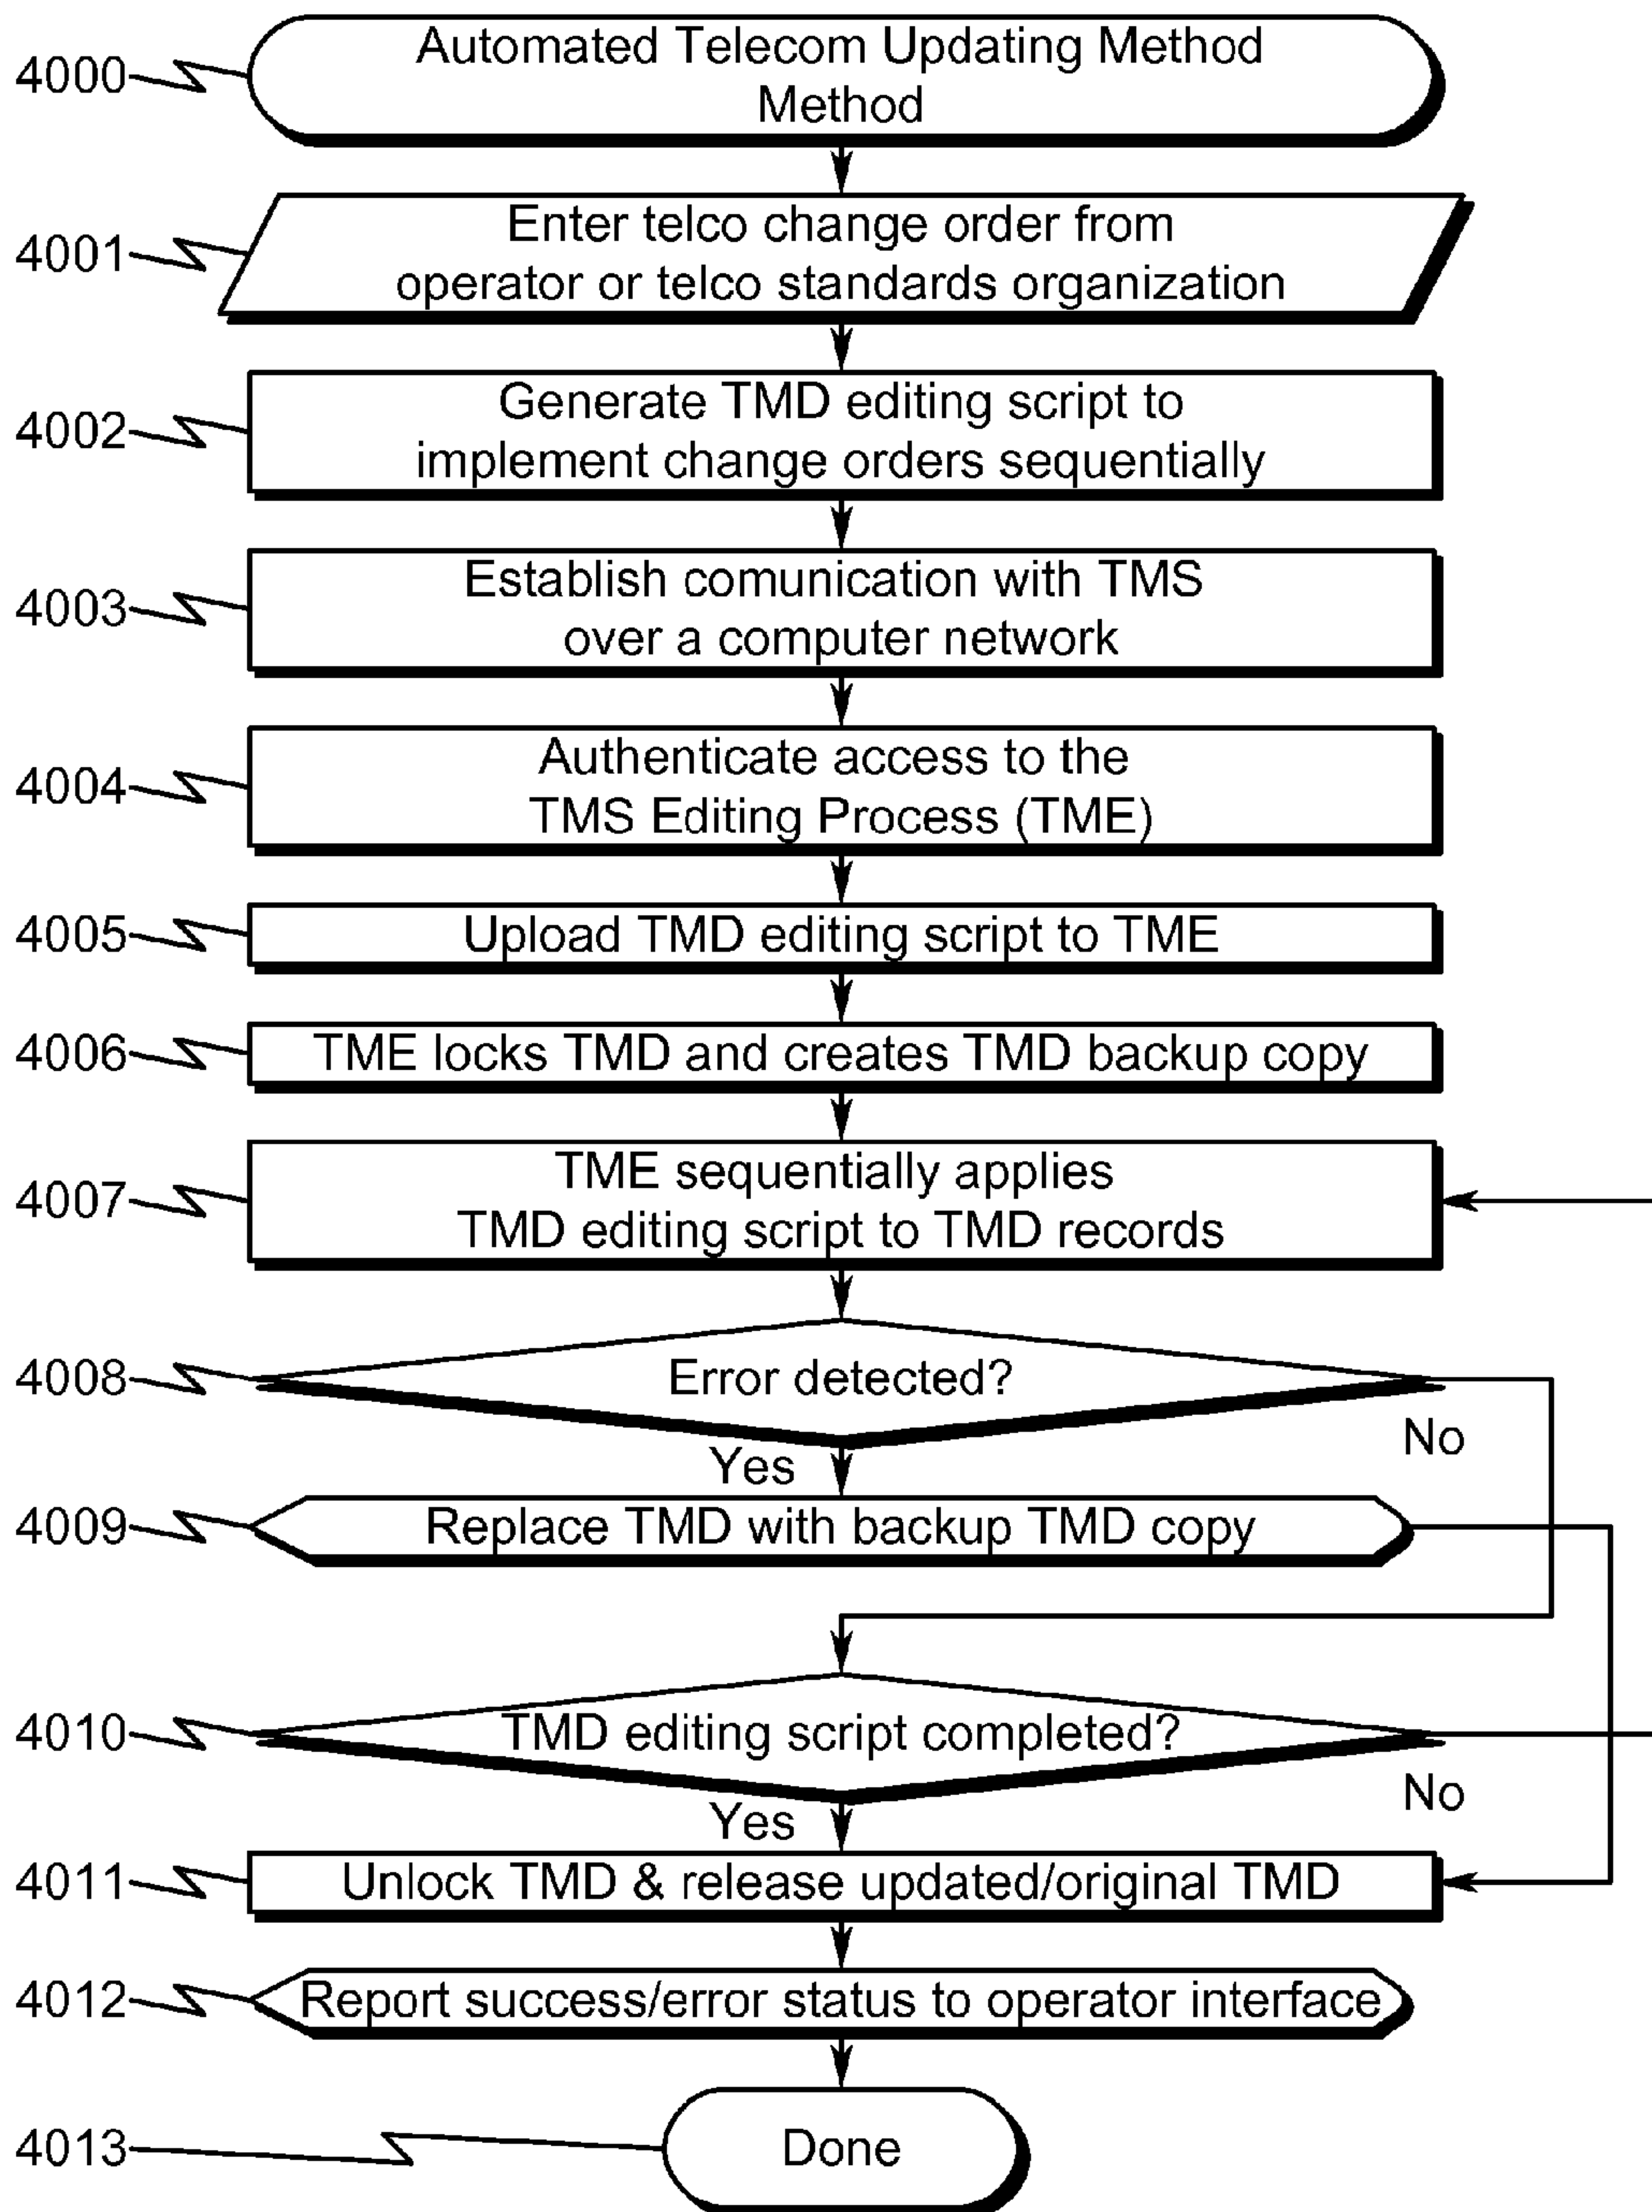 4000
Automated Telecom Updating Method
Method
4001
Enter telco change order from
operator or telco standards organization
4002
Generate TMD editing script to
implement change orders sequentially
4003
Establish comunication with TMS
over a computer network
4004
Authenticate access to the
TMS Editing Process (TME)
4005
Upload TMD editing script to TME
4006
TME locks TMD and creates TMD backup copy
4007
TME sequentially applies
TMD editing script to TMD records
4008
Error detected?
No
Yes
4009
Replace TMD with backup TMD copy
4010
TMD editing script completed?
No
Yes
4011
Unlock TMD & release updated/original TMD
4012
Report success/error status to operator interface
4013
Done